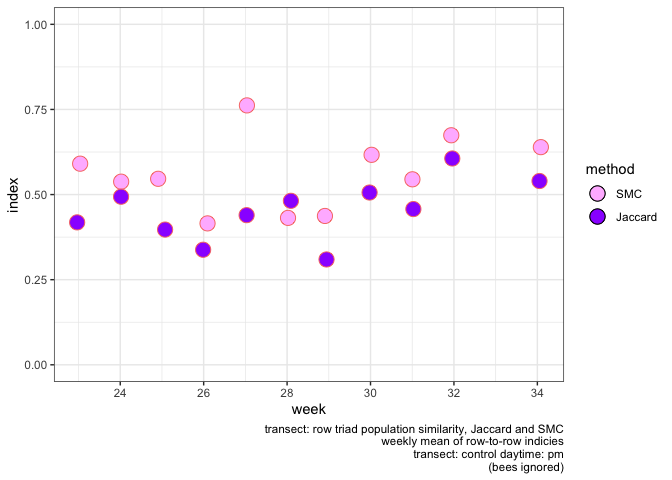 1.00
0.75
0.50
0.25
0.00
index
24
26
28
30
32
34
week
method
SMC
Jaccard
transect: row triad population similarity, Jaccard and SMC
weekly mean of row-to-row indicies
transect: control daytime: pm
(bees ignored)